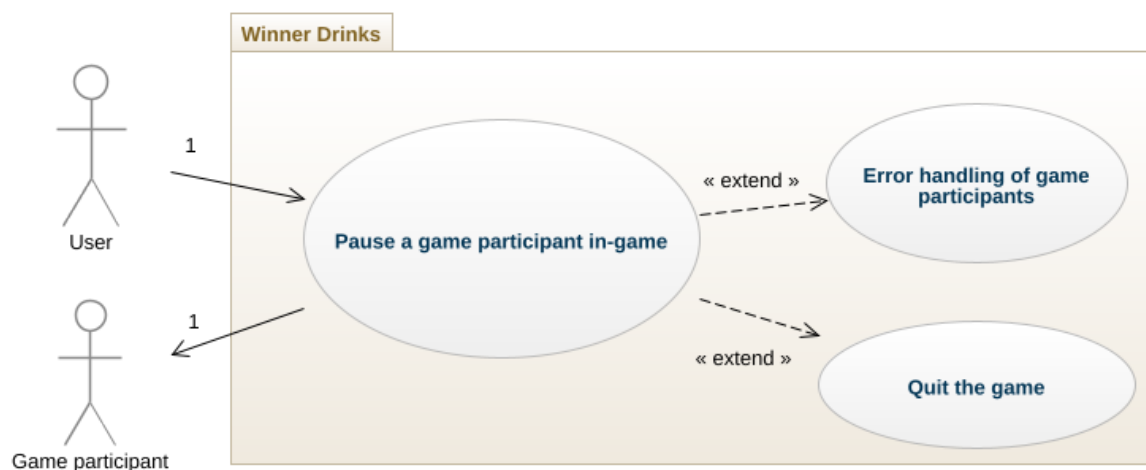 Winner Drinks
1
User
« extend »
Error handling of game
participants
Pause a game participant in-game
1
« extend »
Quit the game
Game participant